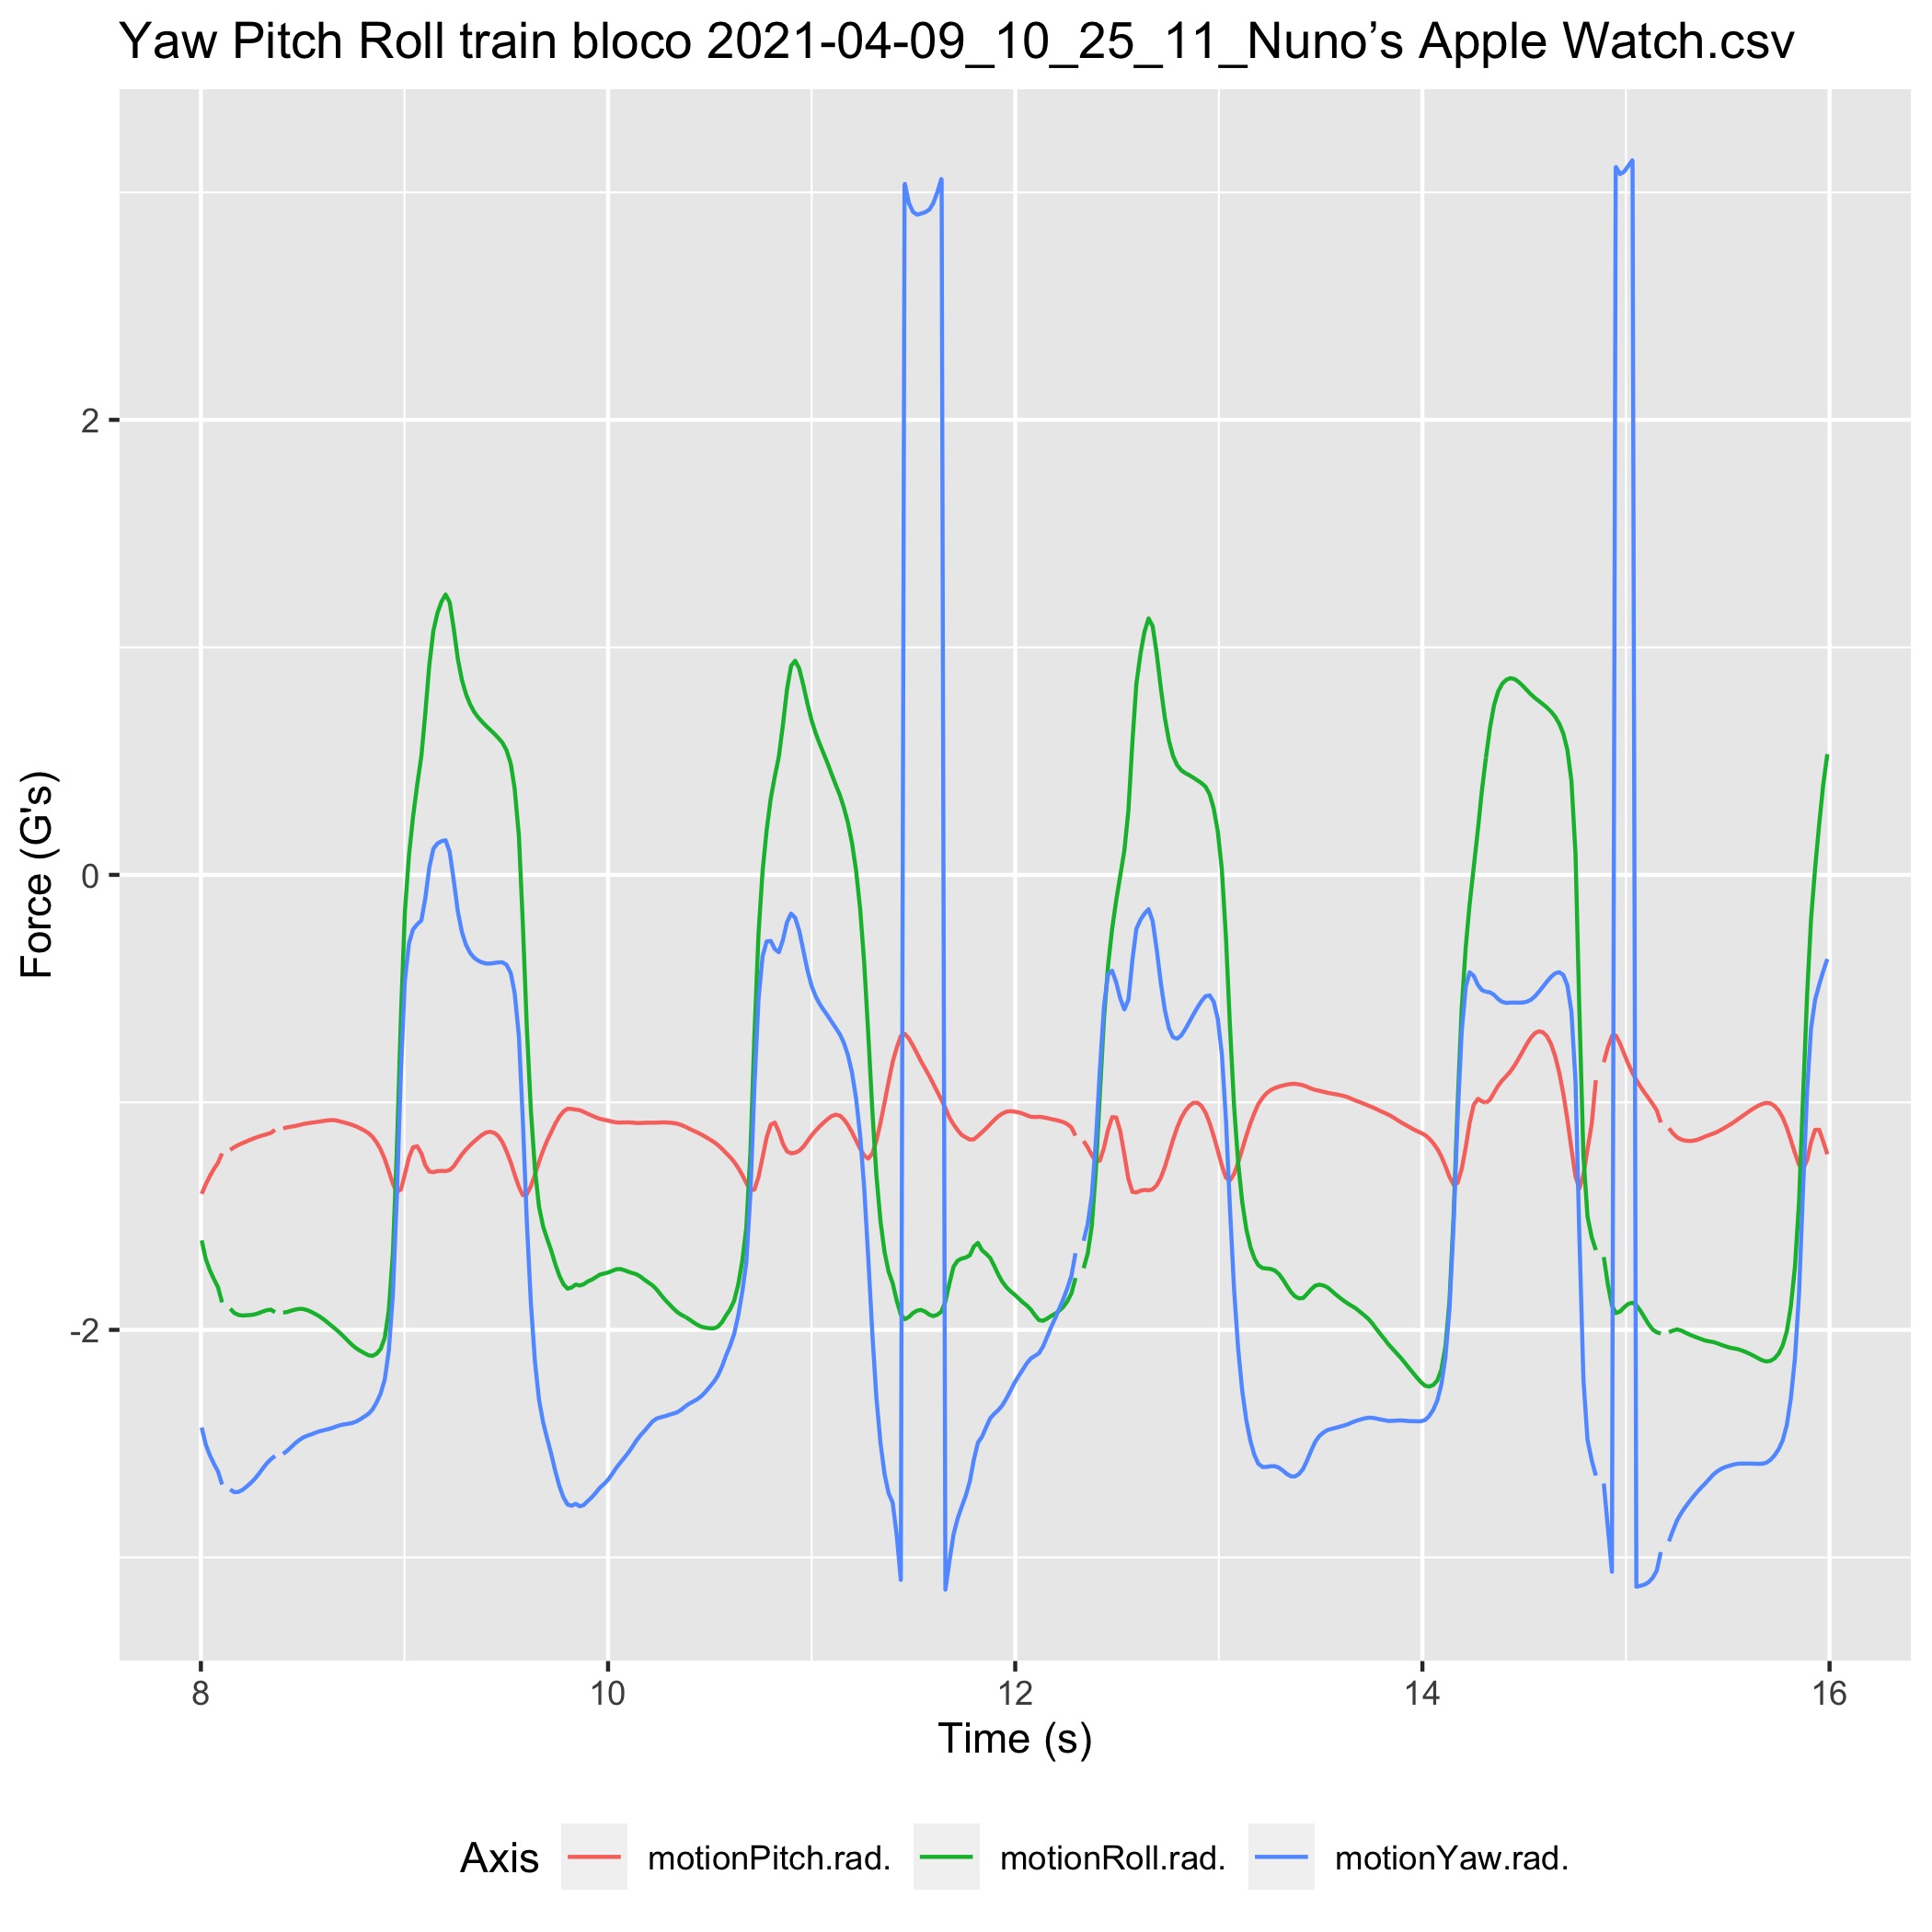 Yaw Pitch Roll train bloco 2021-04-09_10_25_11_Nuno’s Apple Watch.csv
Force (G's)
2
0
-2
8 10 12 14 16
Time (s)
Axis motionPitch.rad. motionRoll.rad. motionYaw.rad.